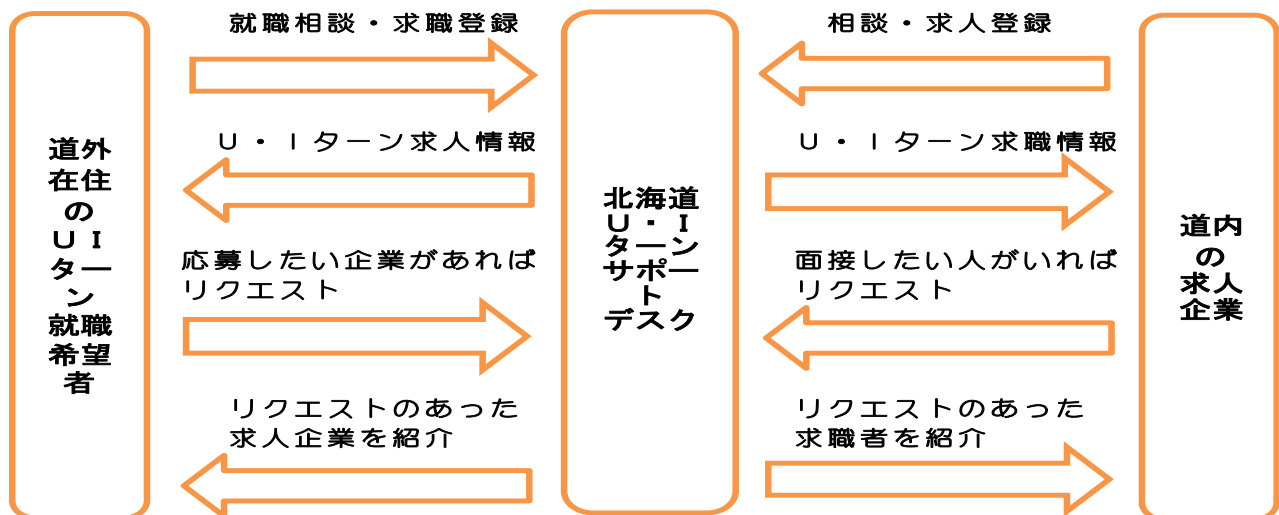 就職相談・求職登録
相談・求人登録
U・Iターン求人情報
U・Iターン求職情報
道外
在住
の
UI
ター
ン
就職
希望
者
北海道
U・I
ターン
サポー
ト
デスク
道内
の
求人
企業
応募したい企業があれば
リクエスト
面接したい人がいれば
リクエスト
リクエストのあった
求人企業を紹介
リクエストのあった
求職者を紹介